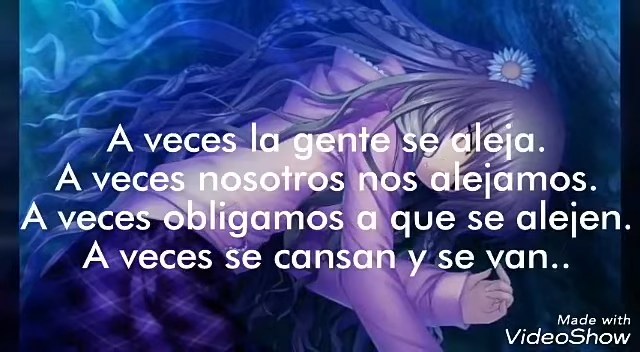 A veces la gente se aleja.
A veces nosotros nos alejamos.
A veces obligamos a que se alejen.
A veces se cansan y se van..
Made with
VideoShow